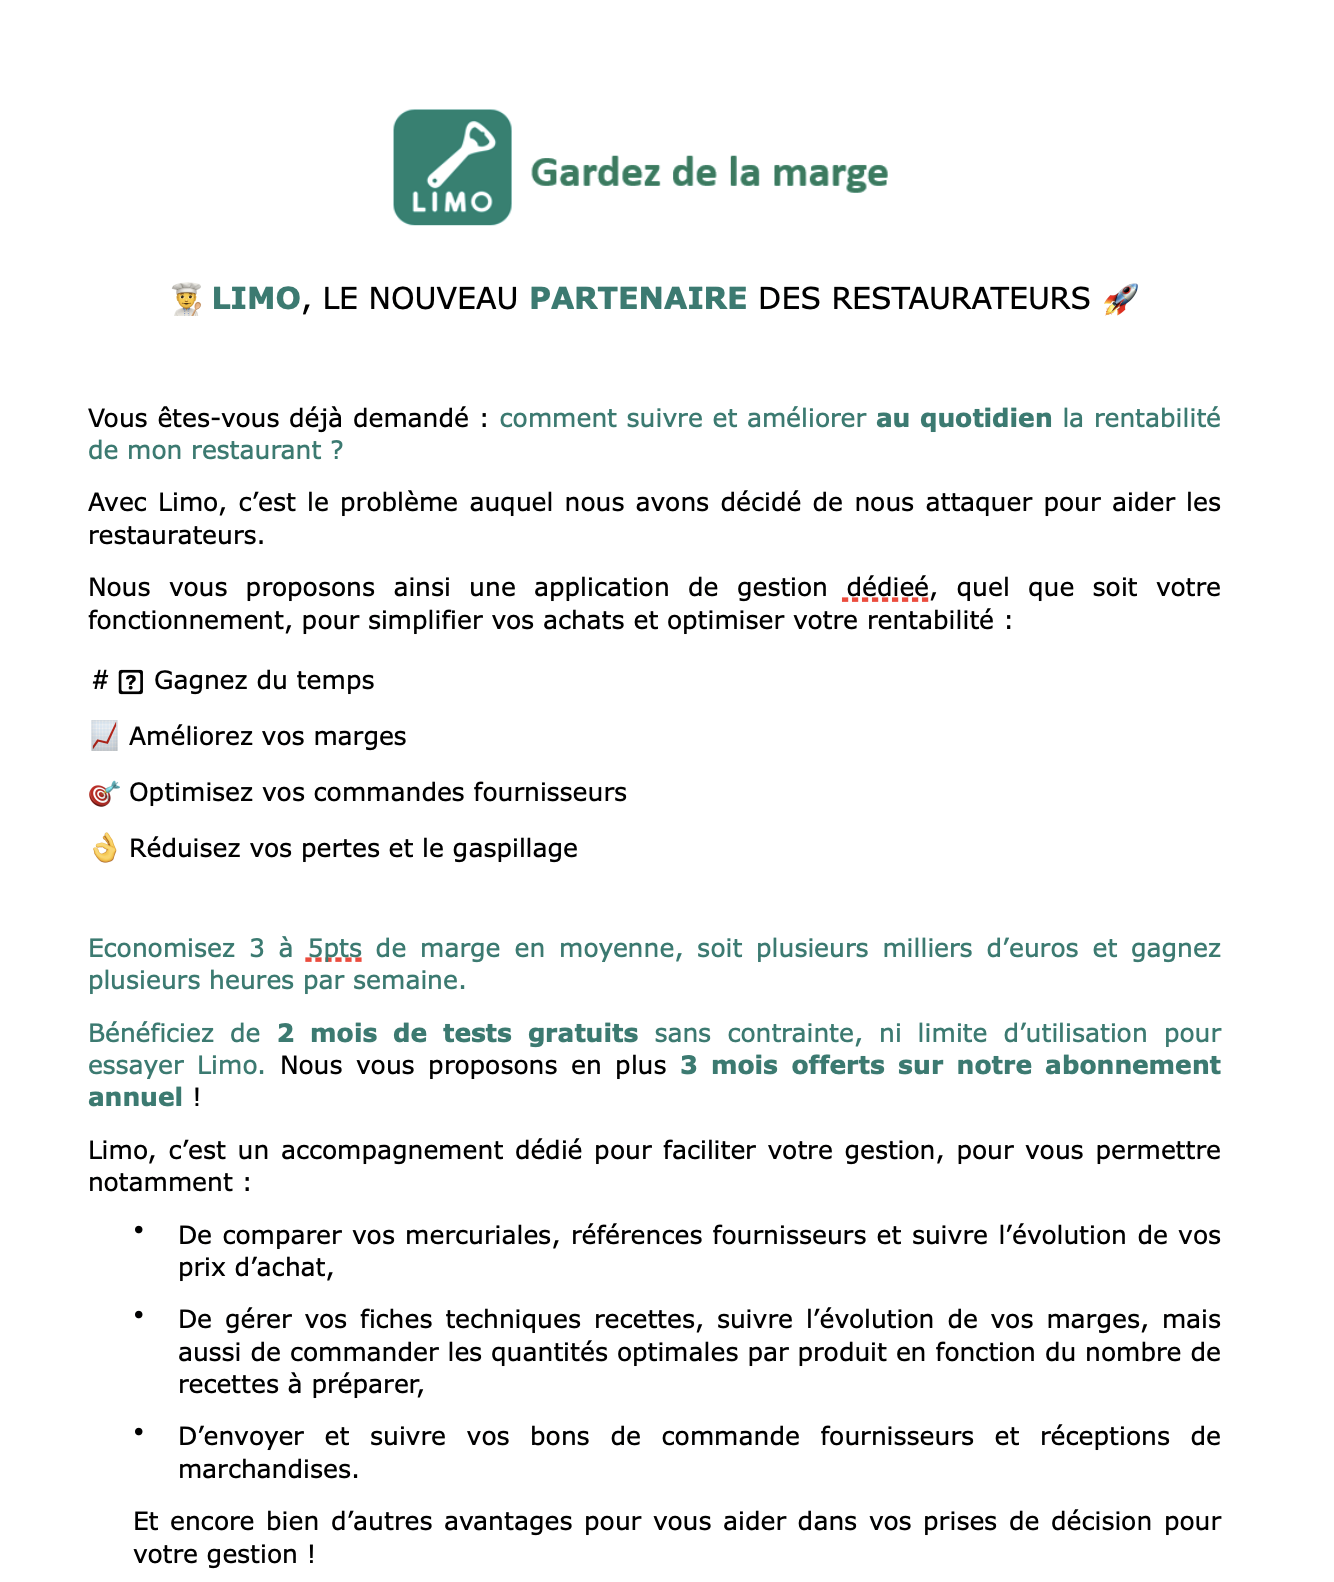 LIMO
Gardez de la marge
👨‍🍳 LIMO, LE NOUVEAU PARTENAIRE DES RESTAURATEURS 🚀
Vous êtes-vous déjà demandé : comment suivre et améliorer au quotidien la rentabilité
de mon restaurant ?
Avec Limo, c’est le problème auquel nous avons décidé de nous attaquer pour aider les
restaurateurs.
Nous vous proposons ainsi une application de gestion dédieé, quel que soit votre
fonctionnement, pour simplifier vos achats et optimiser votre rentabilité :
# ⍰ Gagnez du temps
📈 Améliorez vos marges
🎯 Optimisez vos commandes fournisseurs
👌 Réduisez vos pertes et le gaspillage
Economisez 3 à 5pts de marge en moyenne, soit plusieurs milliers d’euros et gagnez
plusieurs heures par semaine.
Bénéficiez de 2 mois de tests gratuits sans contrainte, ni limite d’utilisation pour
essayer Limo. Nous vous proposons en plus 3 mois offerts sur notre abonnement
annuel !
Limo, c’est un accompagnement dédié pour faciliter votre gestion, pour vous permettre
notamment :
• De comparer vos mercuriales, références fournisseurs et suivre l’évolution de vos
prix d’achat,
• De gérer vos fiches techniques recettes, suivre l’évolution de vos marges, mais
aussi de commander les quantités optimales par produit en fonction du nombre de
recettes à préparer,
• D’envoyer et suivre vos bons de commande fournisseurs et réceptions de
marchandises.
Et encore bien d’autres avantages pour vous aider dans vos prises de décision pour
votre gestion !